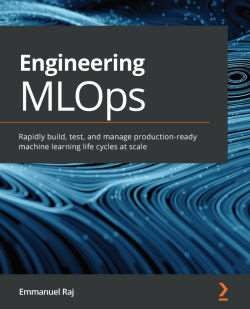 Engineering
MLOps
Rapidly build, test, and manage production-ready
machine learning life cycles at scale
Emmanuel Raj